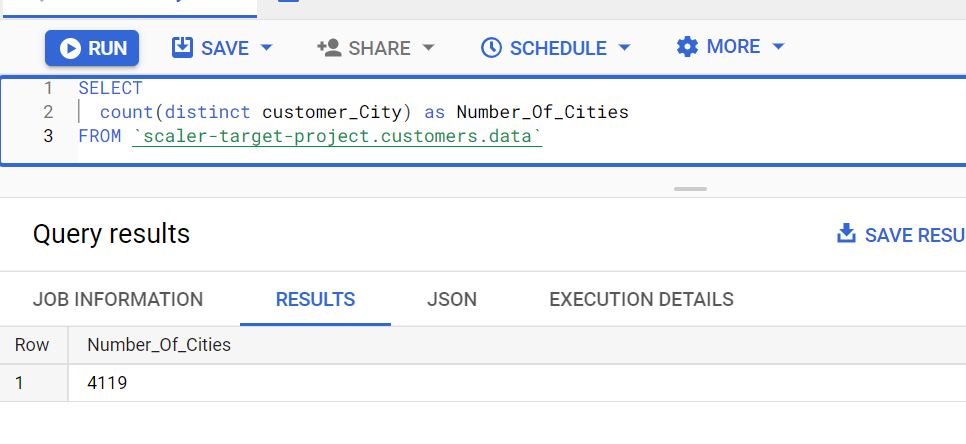 RUN SAVE SHARE SCHEDULE MORE
1 SELECT
2 count(distinct customer_City) as Number_Of_Cities
3 FROM `scaler-target-project.customers.data`
Query results SAVE RESU
JOB INFORMATION RESULTS JSON EXECUTION DETAILS
Row Number_Of_Cities
1 4119